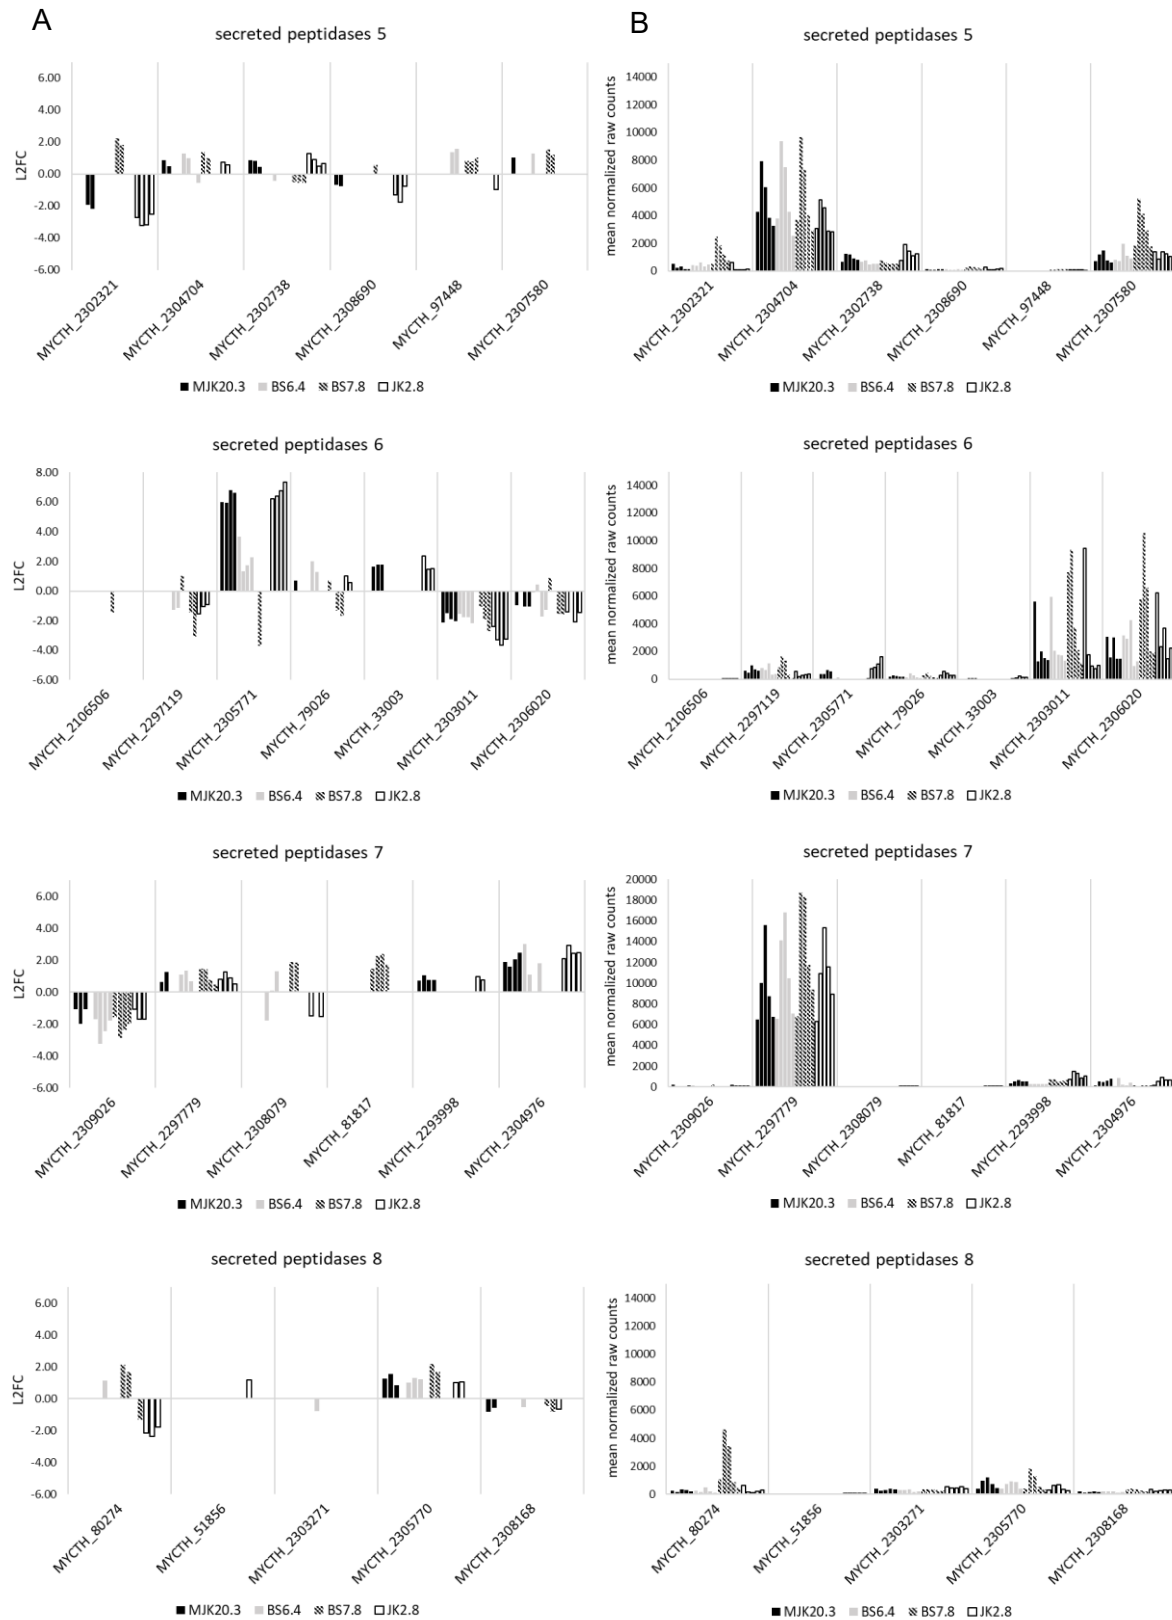 A
B
secreted peptidases 5
6.00
4.00
2.00
0.00
-2.00
-4.00
-6.00
L2FC
MYCTH_2302321
MYCTH_2304704
MYCTH_2302738
MYCTH_2308690
MYCTH_97448
MYCTH_2307580
MJK20.3 BS6.4 BS7.8 JK2.8
secreted peptidases 5
14000
12000
10000
8000
6000
4000
2000
0
mean normalized raw counts
MYCTH_2302321
MYCTH_2304704
MYCTH_2302738
MYCTH_2308690
MYCTH_97448
MYCTH_2307580
MJK20.3 BS6.4 BS7.8 JK2.8
secreted peptidases 6
8.00
6.00
4.00
2.00
0.00
-2.00
-4.00
-6.00
L2FC
MYCTH_2106506
MYCTH_2297119
MYCTH_2305771
MYCTH_79026
MYCTH_33003
MYCTH_2303011
MYCTH_2306020
MJK20.3 BS6.4 BS7.8 JK2.8
secreted peptidases 6
14000
12000
10000
8000
6000
4000
2000
0
mean normalized raw counts
MYCTH_2106506
MYCTH_2297119
MYCTH_2305771
MYCTH_79026
MYCTH_33003
MYCTH_2303011
MYCTH_2306020
MJK20.3 BS6.4 BS7.8 JK2.8
secreted peptidases 7
6.00
4.00
2.00
0.00
-2.00
-4.00
-6.00
L2FC
MYCTH_2309026
MYCTH_2297779
MYCTH_2308079
MYCTH_81817
MYCTH_2293998
MYCTH_2304976
MJK20.3 BS6.4 BS7.8 JK2.8
secreted peptidases 7
20000
18000
16000
14000
12000
10000
8000
6000
4000
2000
0
mean normalized raw counts
MYCTH_2309026
MYCTH_2297779
MYCTH_2308079
MYCTH_81817
MYCTH_2293998
MYCTH_2304976
MJK20.3 BS6.4 BS7.8 JK2.8
secreted peptidases 8
6.00
4.00
2.00
0.00
-2.00
-4.00
-6.00
L2FC
MYCTH_80274
MYCTH_51856
MYCTH_2303271
MYCTH_2305770
MYCTH_2308168
MJK20.3 BS6.4 BS7.8 JK2.8
secreted peptidases 8
14000
12000
10000
8000
6000
4000
2000
0
mean normalized raw counts
MYCTH_80274
MYCTH_51856
MYCTH_2303271
MYCTH_2305770
MYCTH_2308168
MJK20.3 BS6.4 BS7.8 JK2.8